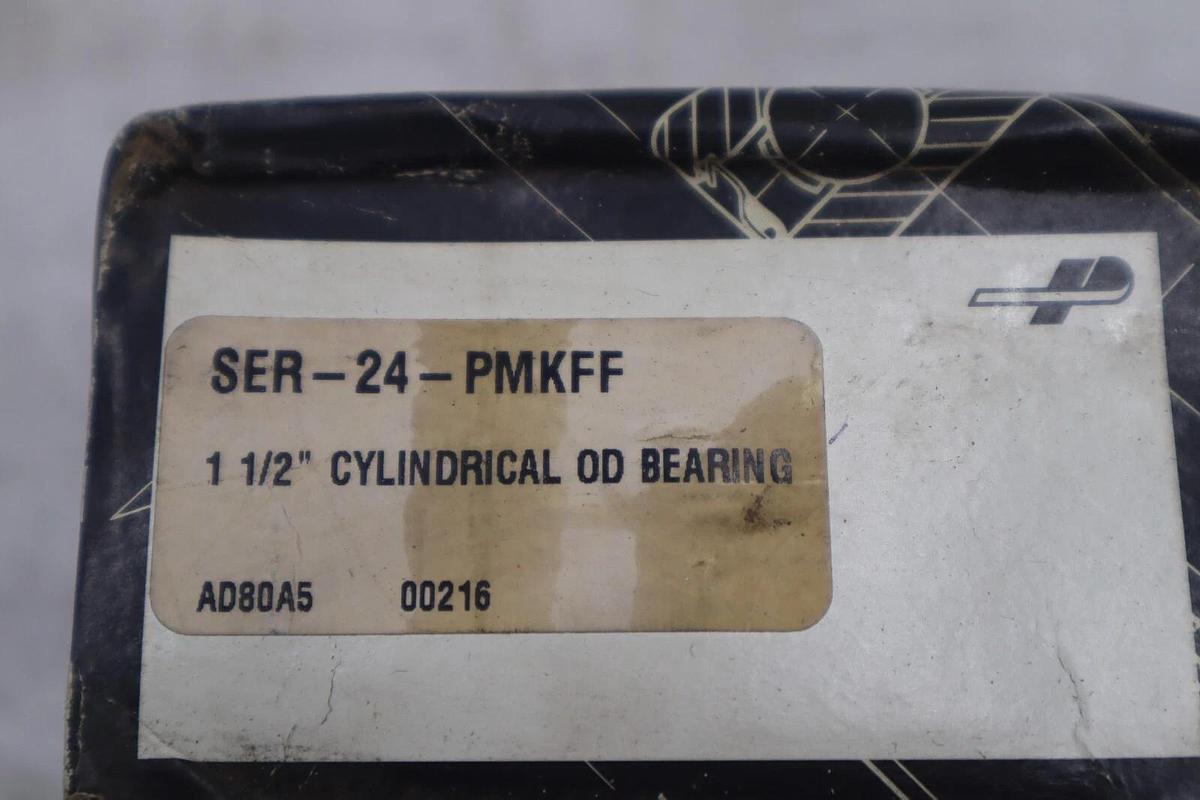 SER-24-PMKFF
1 1/2" CYLINDRICAL OD BEARING
AD80A5 00216